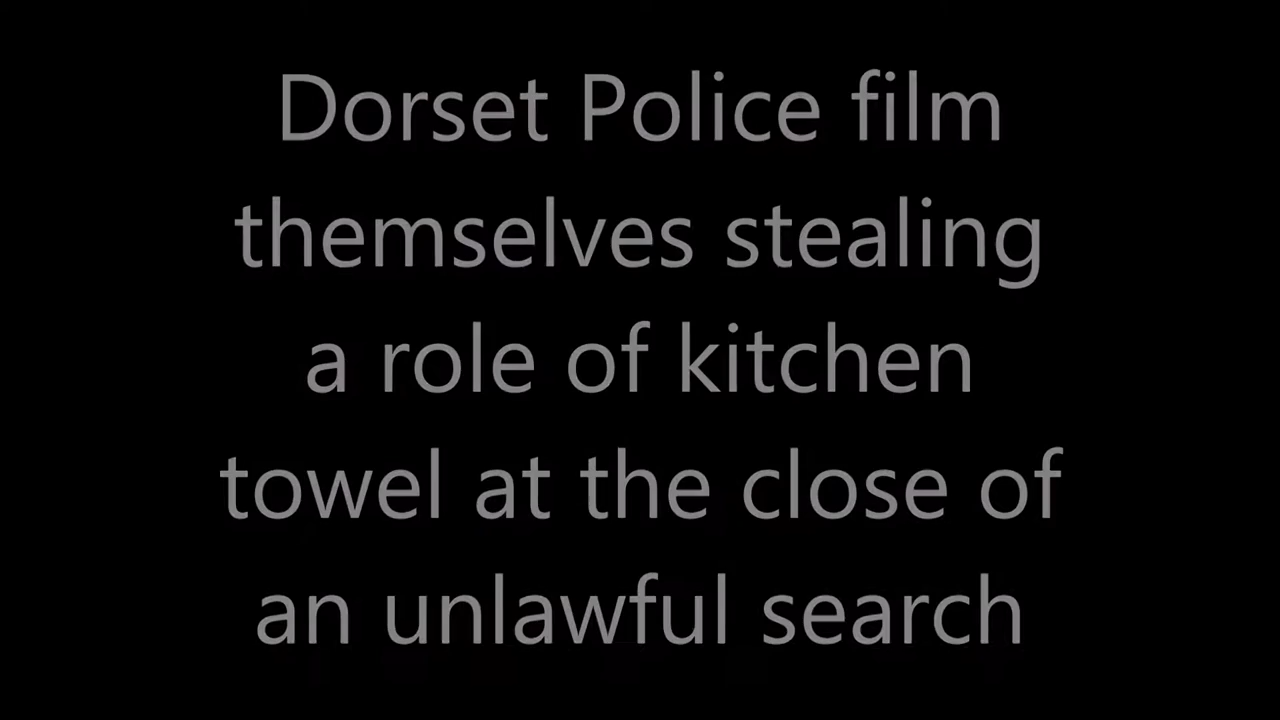 Dorset Police film
themselves stealing
a role of kitchen
towel at the close of
an unlawful search